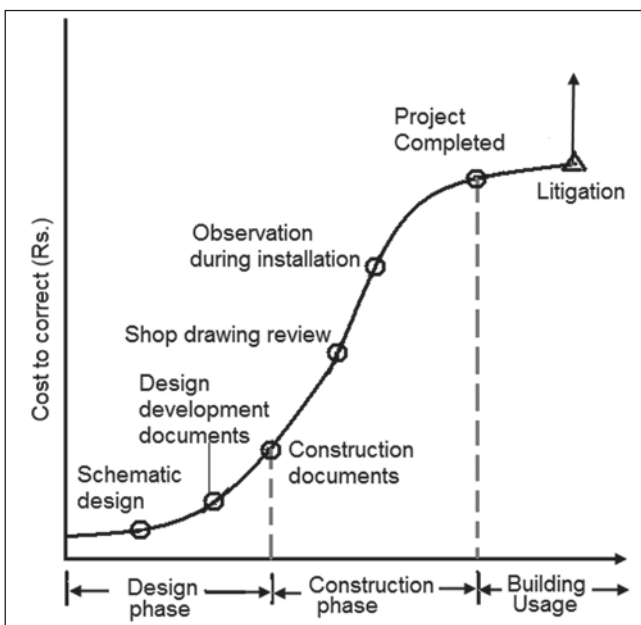 Cost to correct (Rs.)
Project
Completed
Litigation
Observation
during installation
Shop drawing review
Design
development
documents
Construction
documents
Schematic
design
Design
phase
Construction
phase
Building
Usage